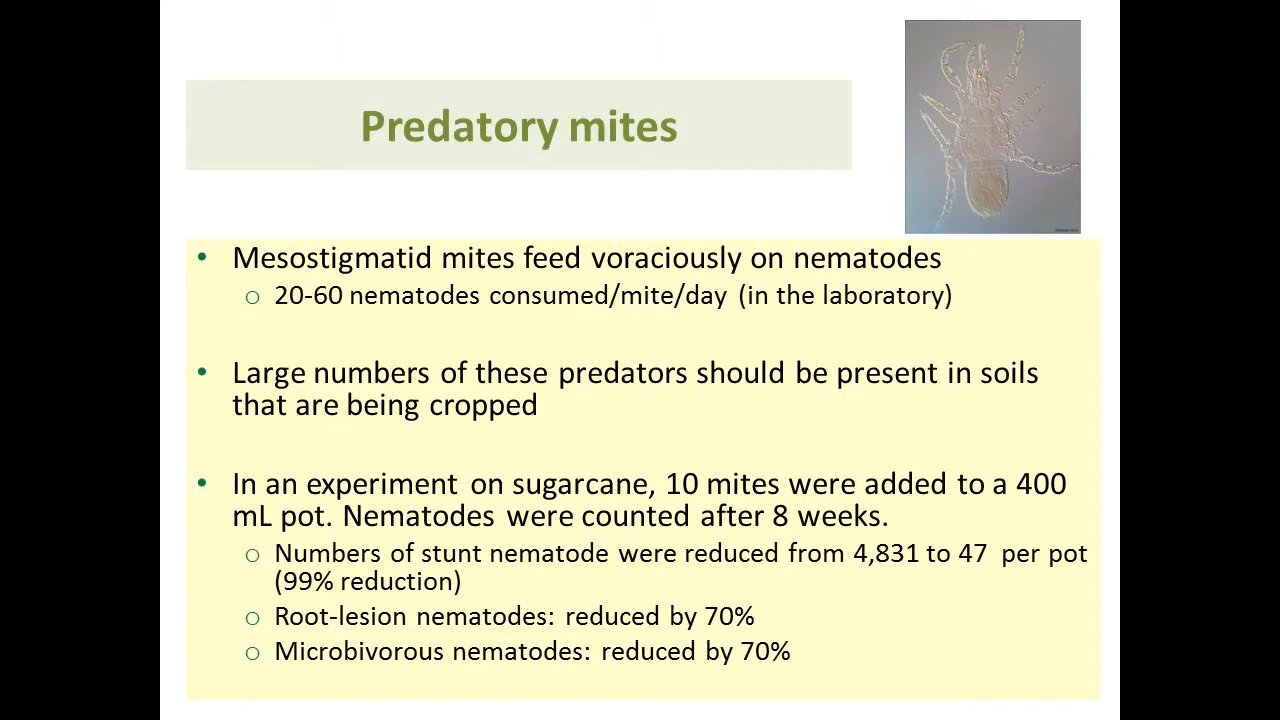 Predatory mites
• Mesostigmatid mites feed voraciously on nematodes
○ 20-60 nematodes consumed/mite/day (in the laboratory)
• Large numbers of these predators should be present in soils
that are being cropped
• In an experiment on sugarcane, 10 mites were added to a 400
mL pot. Nematodes were counted after 8 weeks.
○ Numbers of stunt nematode were reduced from 4,831 to 47 per pot
(99% reduction)
○ Root-lesion nematodes: reduced by 70%
○ Microbivorous nematodes: reduced by 70%